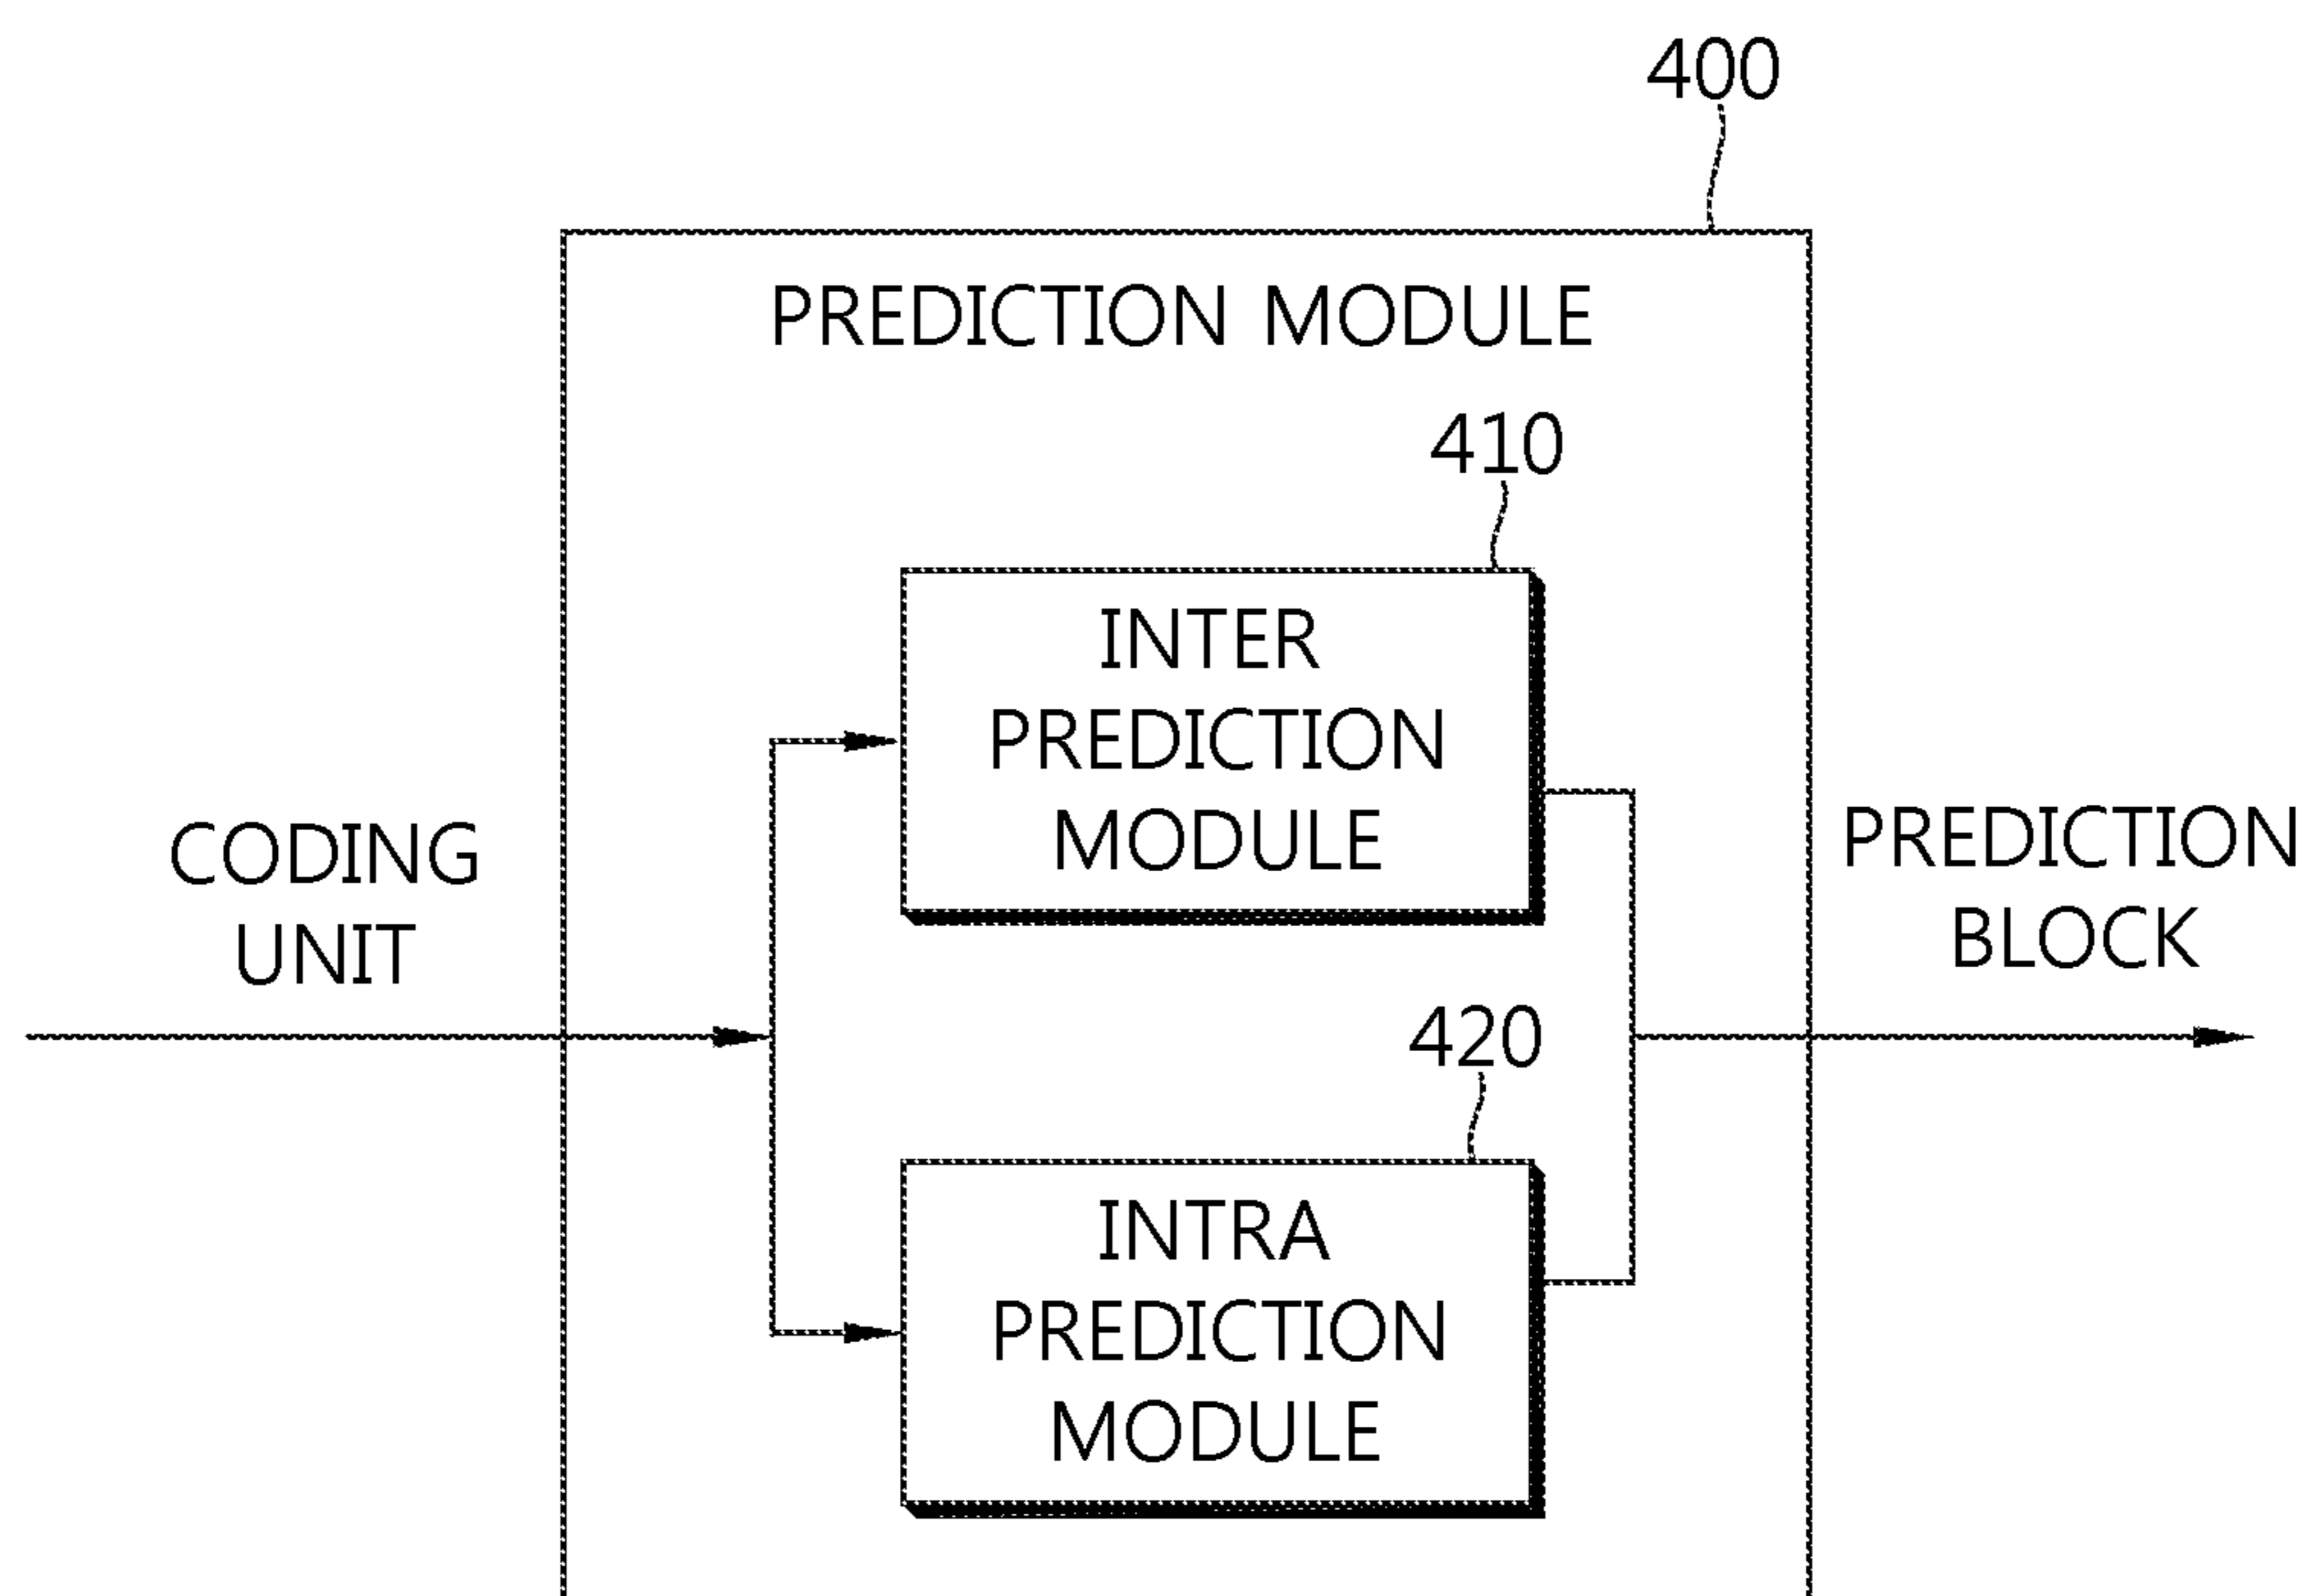 400
PREDICTION MODULE
410
INTER
PREDICTION
MODULE
CODING
UNIT
PREDICTION
BLOCK
420
INTRA
PREDICTION
MODULE